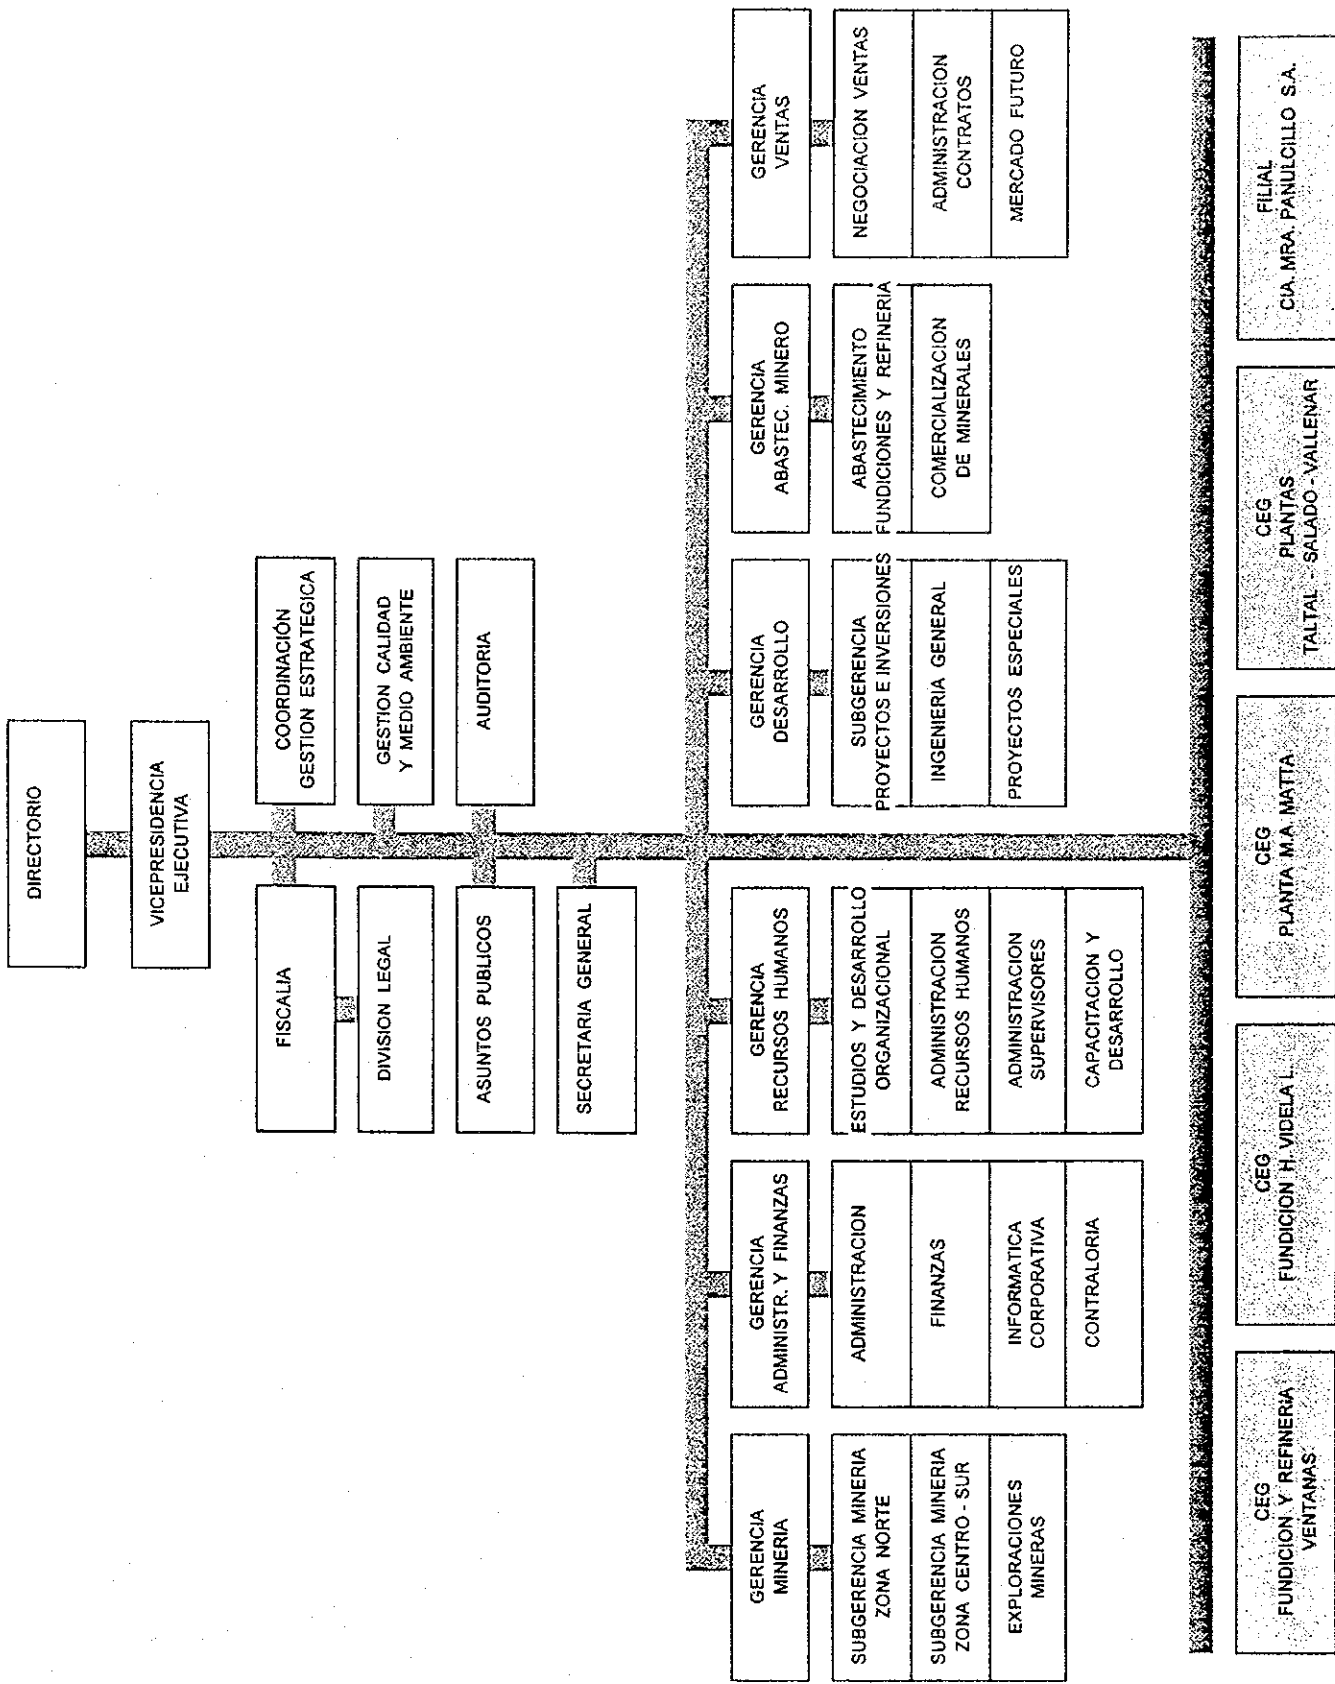 DIRECTORIO
VICEPRESIDENCIA
EJECUTIVA
FISCALIA
DIVISION LEGAL
ASUNTOS PUBLICOS
SECRETARIA GENERAL
COORDINACIÓN
GESTION ESTRATEGICA
GESTION CALIDAD
Y MEDIO AMBIENTE
AUDITORIA
GERENCIA
MINERIA
SUBGERENCIA MINERIA
ZONA NORTE
SUBGERENCIA MINERIA
ZONA CENTRO - SUR
EXPLORACIONES
MINERAS
GERENCIA
ADMINISTR. Y FINANZAS
ADMINISTRACION
FINANZAS
INFORMATICA
CORPORATIVA
CONTRALORIA
GERENCIA
RECURSOS HUMANOS
ESTUDIOS Y DESARROLLO
ORGANIZACIONAL
ADMINISTRACION
RECURSOS HUMANOS
ADMINISTRACION
SUPERVISORES
CAPACITACION Y
DESARROLLO
GERENCIA
DESARROLLO
SUBGERENCIA
PROYECTOS E INVERSIONES
INGENIERIA GENERAL
PROYECTOS ESPECIALES
GERENCIA
ABASTEC. MINERO
ABASTECIMIENTO
FUNDICIONES Y REFINERIA
COMERCIALIZACION
DE MINERALES
GERENCIA
VENTAS
NEGOCIACION VENTAS
ADMINISTRACION
CONTRATOS
MERCADO FUTURO
CEG
FUNDICION Y REFINERIA
VENTANAS
CEG
FUNDICION H. VIDELA L.
CEG
PLANTA M.A. MATTA
CEG
PLANTAS
TALTAL - SALADO - VALLENAR
FILIAL
CIA. MRA. PANULCILLO S.A.